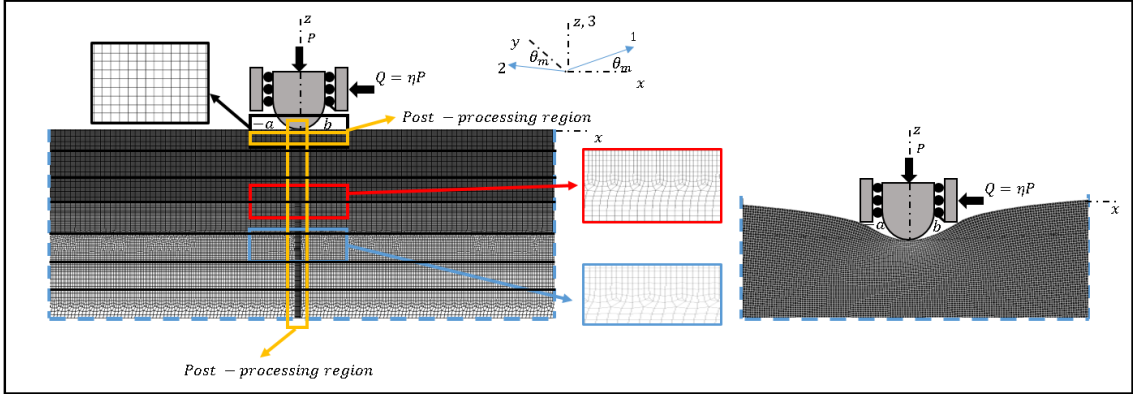 z
P
Q = ηP
−a
b
Post − processing region
x
z, 3
y
1
θm
θm
2
x
Post − processing region
z
P
Q = ηP
−a
b
x